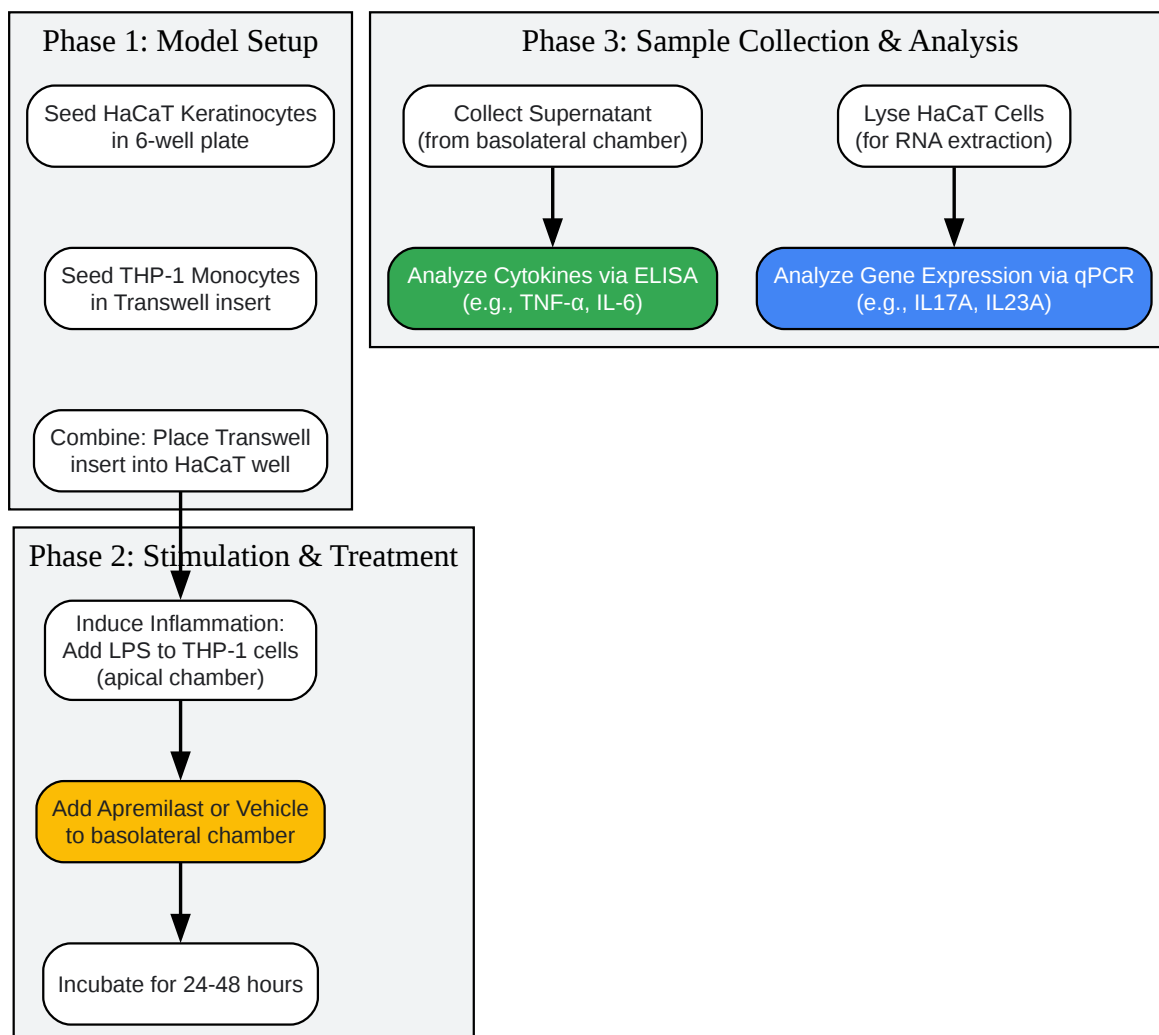 Phase 1: Model Setup
Seed HaCaT Keratinocytes
in 6-well plate
Seed THP-1 Monocytes
in Transwell insert
Combine: Place Transwell
insert into HaCaT well
Phase 2: Stimulation & Treatment
Induce Inflammation:
Add LPS to THP-1 cells
(apical chamber)
Add Apremilast or Vehicle
to basolateral chamber
Incubate for 24-48 hours
Phase 3: Sample Collection & Analysis
Collect Supernatant
(from basolateral chamber)
Analyze Cytokines via ELISA
(e.g., TNF-α, IL-6)
Lyse HaCaT Cells
(for RNA extraction)
Analyze Gene Expression via qPCR
(e.g., IL17A, IL23A)